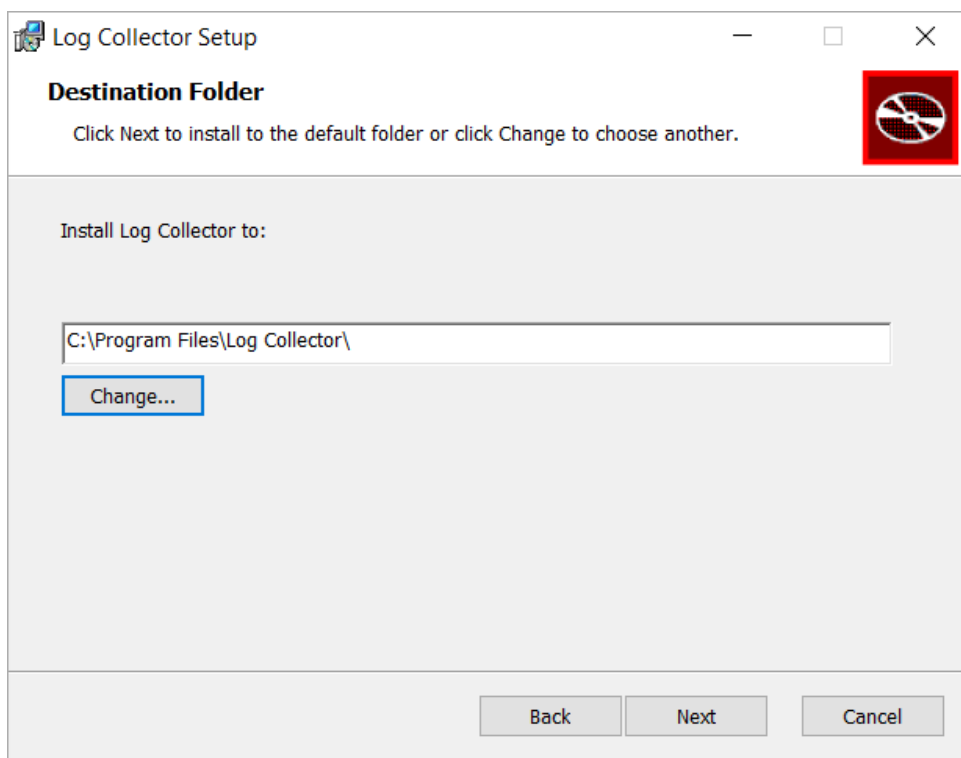 Log Collector Setup
Destination Folder
Click Next to install to the default folder or click Change to choose another.
Install Log Collector to:
C:\Program Files\Log Collector\
Change...
Back Next Cancel